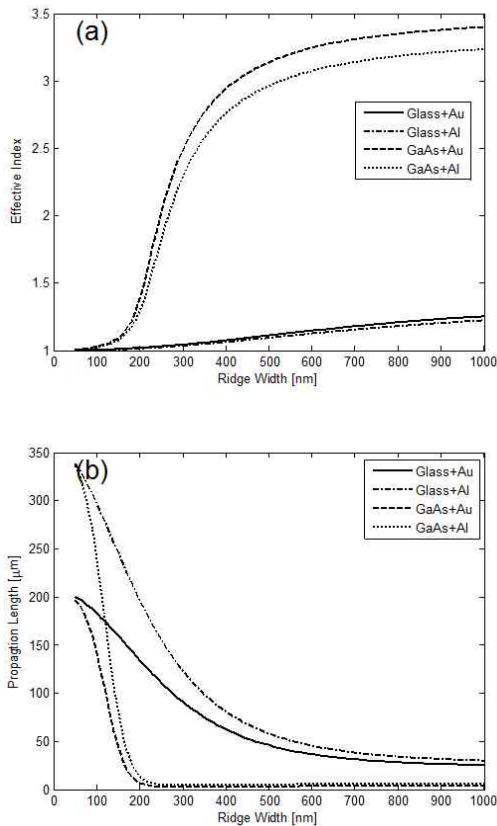 (a)
3.5
3
2.5
2
1.5
1
Effective Index
Glass+Au
Glass+Al
GaAs+Au
GaAs+Al
0 100 200 300 400 500 600 700 800 900 1000
Ridge Width [nm]
(b)
350
300
250
200
150
100
50
0
Propagtion Length [μm]
Glass+Au
Glass+Al
GaAs+Au
GaAs+Al
0 100 200 300 400 500 600 700 800 900 1000
Ridge Width [nm]